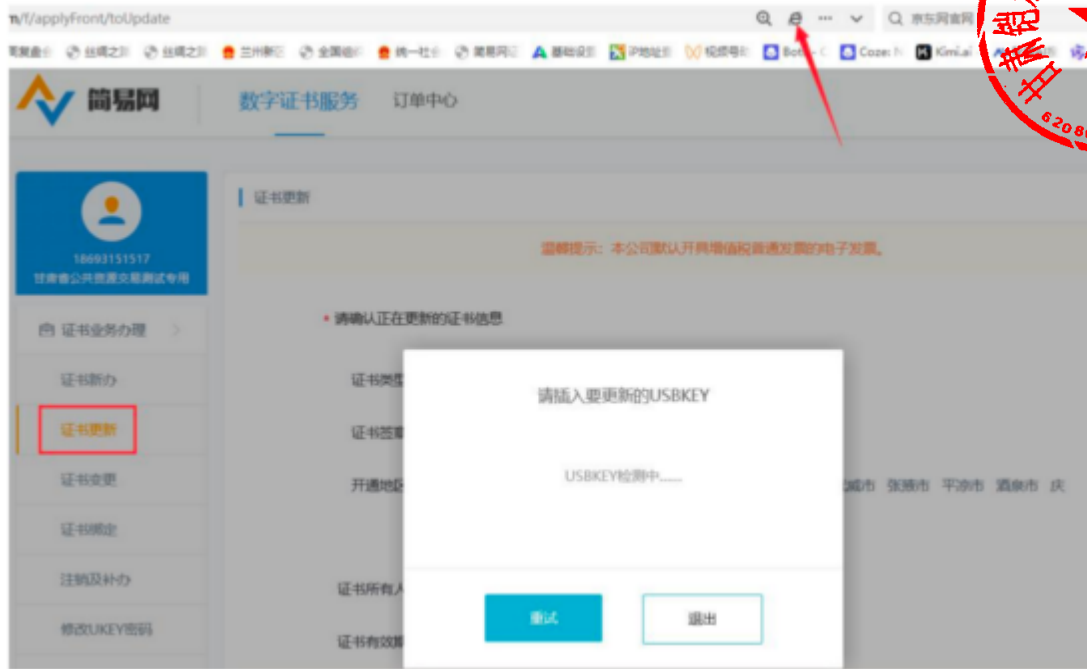 /f/applyFront/toUpdate
京东网官网
丝绸之
丝绸之
兰州新区
全国组
统一社
简易网
基础设
IP地址
视频号
Bot
Coze:
Kimi.ai
简易网
数字证书服务
订单中心
6208
18693151517
甘肃省公共资源交易测试专用
证书更新
温馨提示：本公司默认开具增值税普通发票的电子发票。
证书业务办理
* 请确认正在更新的证书信息
证书新办
证书类型
请插入要更新的USBKEY
证书更新
证书签章
USBKEY检测中......
证书变更
开通地区
威市 张掖市 平凉市 酒泉市 庆
证书绑定
注销及补办
证书所有人
重试
退出
修改UKEY密码
证书有效期